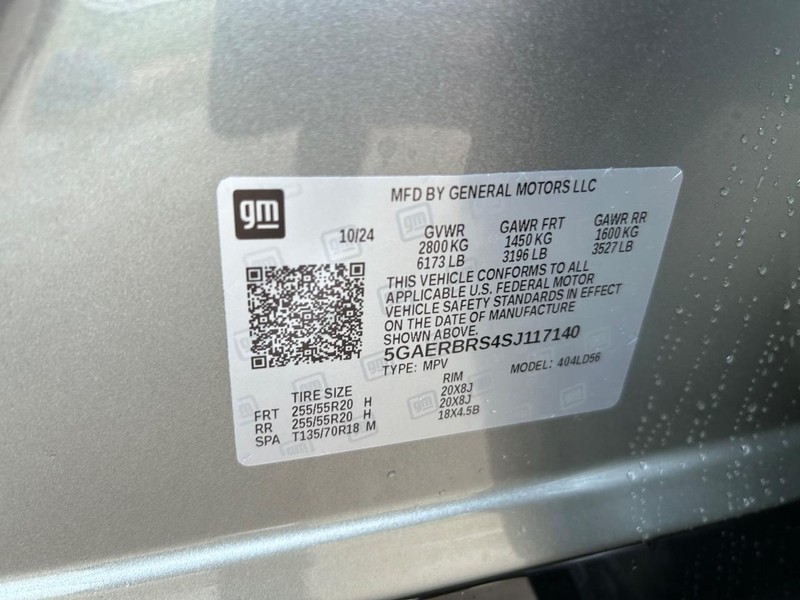 gm
MFD BY GENERAL MOTORS LLC
10/24 GVWR GAWR FRT GAWR RR
2800 KG 1450 KG 1600 KG
6173 LB 3196 LB 3527 LB
THIS VEHICLE CONFORMS TO ALL
APPLICABLE U.S. FEDERAL MOTOR
VEHICLE SAFETY STANDARDS IN EFFECT
ON THE DATE OF MANUFACTURE
SHOWN ABOVE.
5GAERBRS4SJ117140
TYPE: MPV MODEL: 404LD56
TIRE SIZE RIM
FRT 255/55R20 H 20X8J
RR 255/55R20 H 20X8J
SPA T135/70R18 M 18X4.5B